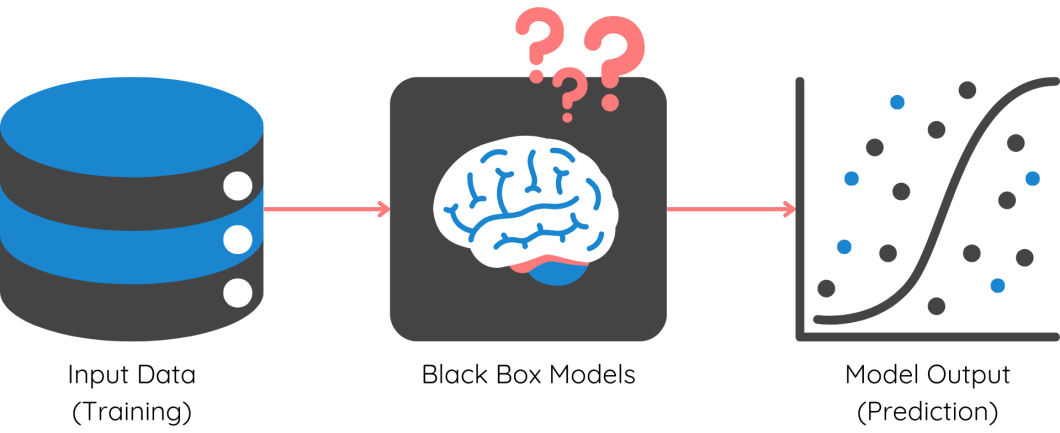 ? ? ?
Input Data
(Training)
Black Box Models
Model Output
(Prediction)